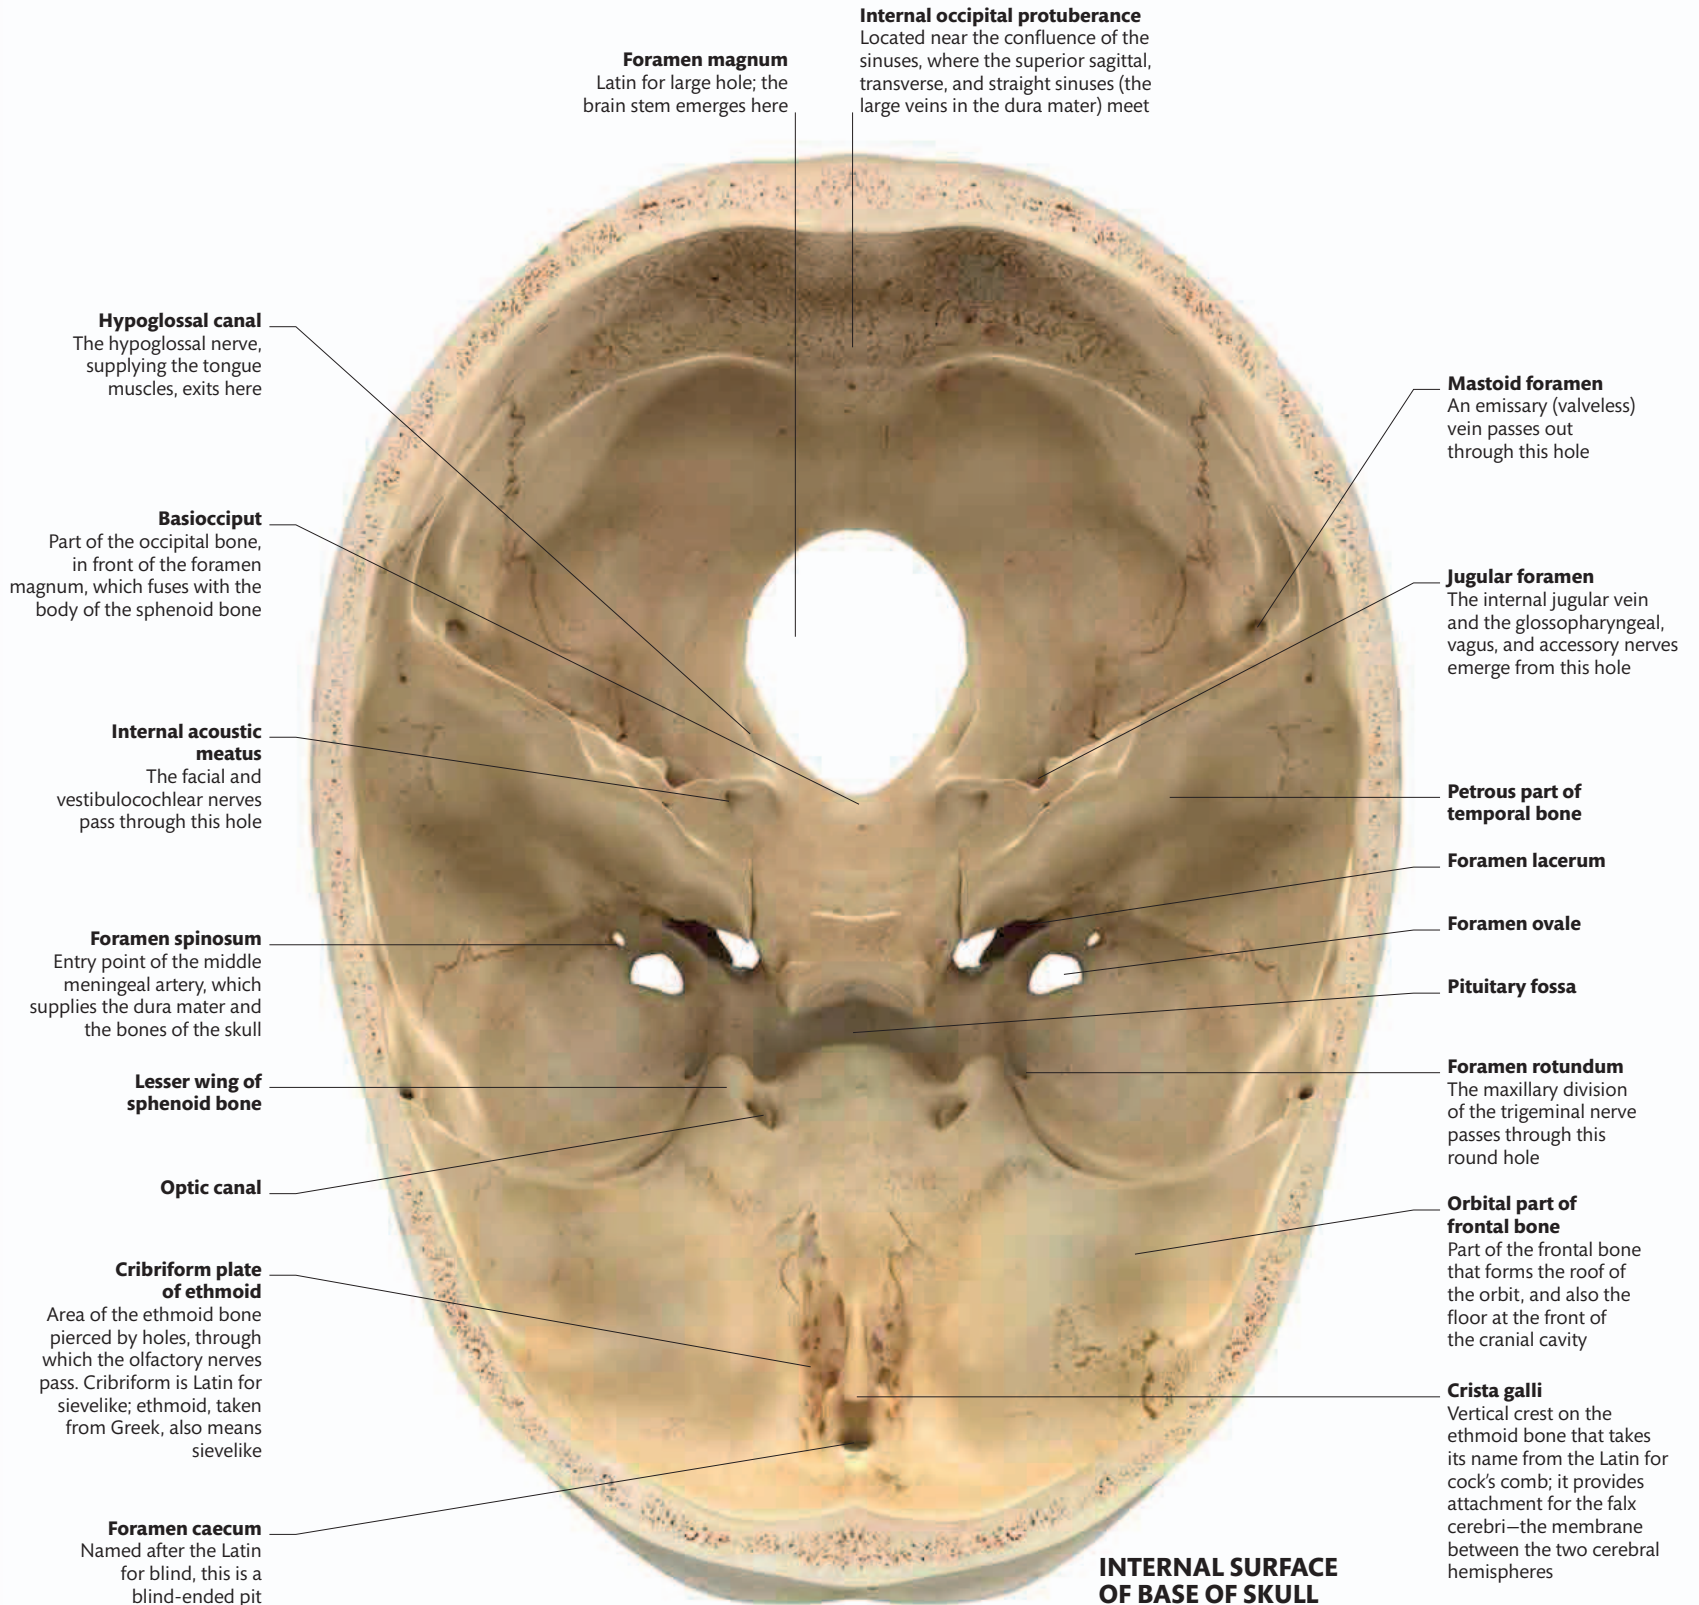 Internal occipital protuberance
Located near the confluence of the
sinuses, where the superior sagittal,
transverse, and straight sinuses (the
large veins in the dura mater) meet
Foramen magnum
Latin for large hole; the
brain stem emerges here
Hypoglossal canal
The hypoglossal nerve,
supplying the tongue
muscles, exits here
Basiocciput
Part of the occipital bone,
in front of the foramen
magnum, which fuses with the
body of the sphenoid bone
Internal acoustic
meatus
The facial and
vestibulocochlear nerves
pass through this hole
Foramen spinosum
Entry point of the middle
meningeal artery, which
supplies the dura mater and
the bones of the skull
Lesser wing of
sphenoid bone
Optic canal
Cribriform plate
of ethmoid
Area of the ethmoid bone
pierced by holes, through
which the olfactory nerves
pass. Cribriform is Latin for
sievelike; ethmoid, taken
from Greek, also means
sievelike
Foramen caecum
Named after the Latin
for blind, this is a
blind-ended pit
Mastoid foramen
An emissary (valveless)
vein passes out
through this hole
Jugular foramen
The internal jugular vein
and the glossopharyngeal,
vagus, and accessory nerves
emerge from this hole
Petrous part of
temporal bone
Foramen lacerum
Foramen ovale
Pituitary fossa
Foramen rotundum
The maxillary division
of the trigeminal nerve
passes through this
round hole
Orbital part of
frontal bone
Part of the frontal bone
that forms the roof of
the orbit, and also the
floor at the front of
the cranial cavity
Crista galli
Vertical crest on the
ethmoid bone that takes
its name from the Latin for
cock's comb; it provides
attachment for the falx
cerebri—the membrane
between the two cerebral
hemispheres
INTERNAL SURFACE
OF BASE OF SKULL